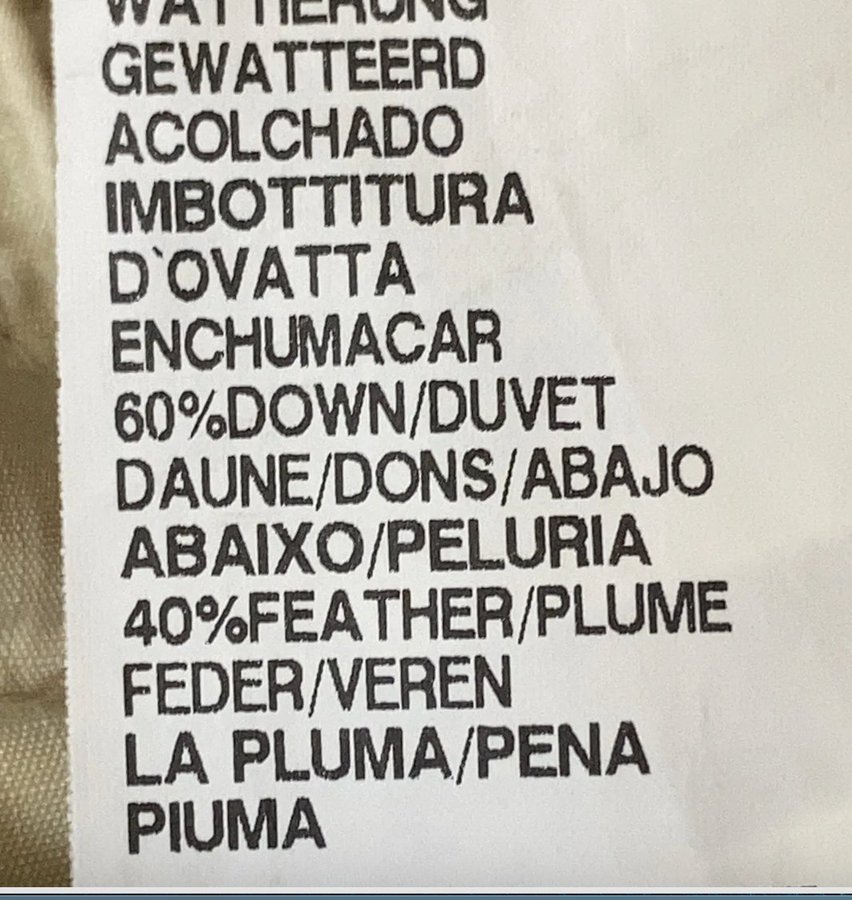 WATTIERUNG
GEWATTEERD
ACOLCHADO
IMBOTTITURA
D`OVATTA
ENCHUMACAR
60%DOWN/DUVET
DAUNE/DONS/ABAJO
ABAIXO/PELURIA
40%FEATHER/PLUME
FEDER/VEREN
LA PLUMA/PENA
PIUMA